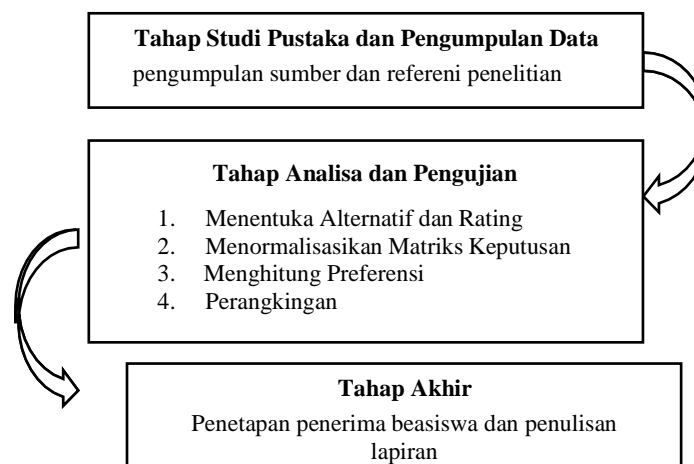 Tahap Studi Pustaka dan Pengumpulan Data
pengumpulan sumber dan refereni penelitian
Tahap Analisa dan Pengujian
1. Menentuka Alternatif dan Rating
2. Menormalisasikan Matriks Keputusan
3. Menghitung Preferensi
4. Perangkingan
Tahap Akhir
Penetapan penerima beasiswa dan penulisan
lapiran